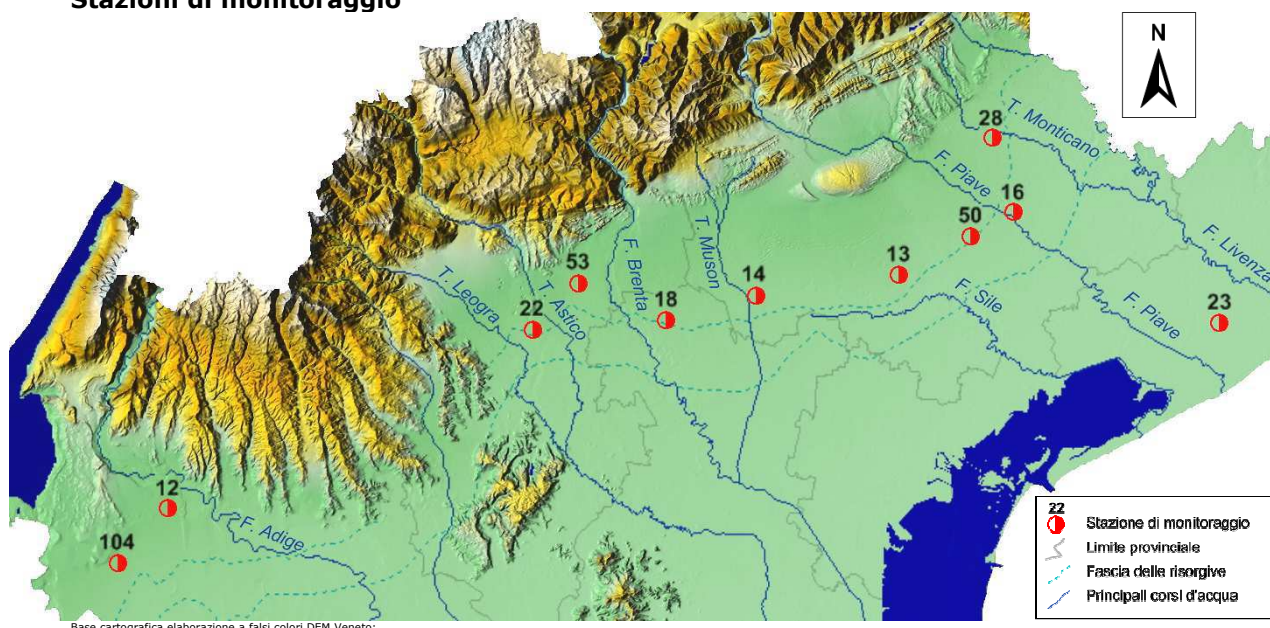 Stazioni di monitoraggio
N
28
T. Monticano
F. Piave
16
50
T. Muson
F. Livenza
53
F. Brenta
13
T. Leogra
T. Astico
14
F. Sile
22
18
F. Piave
23
12
F. Adige
104
22
Stazione di monitoraggio
Limite provinciale
Fascia delle risorgive
Principali corsi d'acqua
Base cartografica elaborazione a falsi colori DEM Veneto;